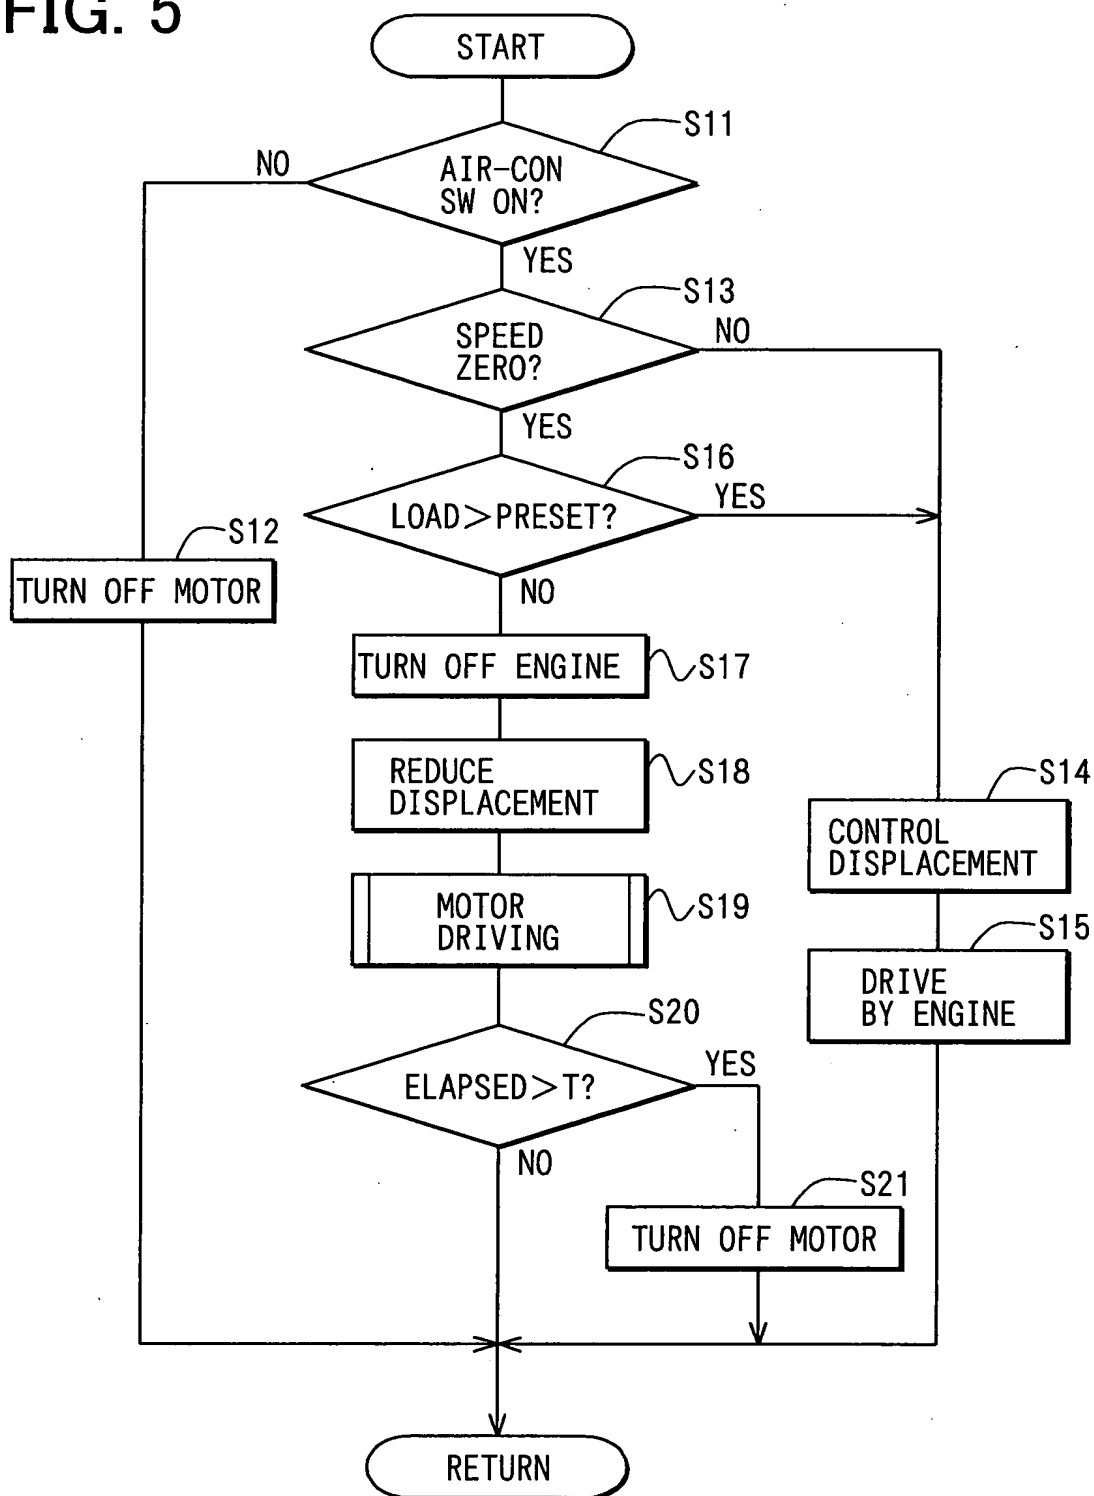 FIG. 5
START
S11
NO
AIR-CON
SW ON?
YES
S13
SPEED
ZERO?
NO
YES
S16
LOAD>PRESET?
YES
S12
TURN OFF MOTOR
NO
TURN OFF ENGINE
S17
REDUCE
DISPLACEMENT
S18
S14
CONTROL
DISPLACEMENT
MOTOR
DRIVING
S19
S15
DRIVE
BY ENGINE
S20
ELAPSED>T?
YES
NO
S21
TURN OFF MOTOR
RETURN